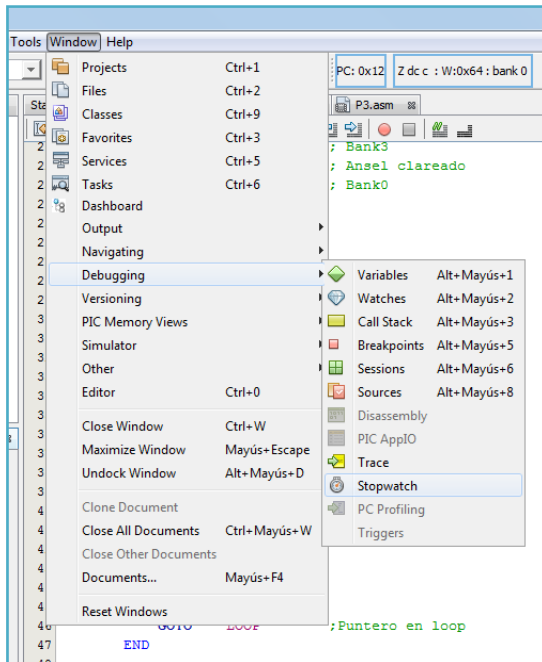 Tools Window Help
PC: 0x12 Z dc c : W:0x64 : bank 0
Projects Ctrl+1
Files Ctrl+2
Classes Ctrl+9
Favorites Ctrl+3
Services Ctrl+5
Tasks Ctrl+6
Dashboard
Output
Navigating
Debugging
Versioning
PIC Memory Views
Simulator
Other
Editor Ctrl+0
Close Window Ctrl+W
Maximize Window Mayús+Escape
Undock Window Alt+Mayús+D
Clone Document
Close All Documents Ctrl+Mayús+W
Close Other Documents
Documents... Mayús+F4
Reset Windows
P3.asm
; Bank3
; Ansel clareado
; Bank0
Variables Alt+Mayús+1
Watches Alt+Mayús+2
Call Stack Alt+Mayús+3
Breakpoints Alt+Mayús+5
Sessions Alt+Mayús+6
Sources Alt+Mayús+8
Disassembly
PIC AppIO
Trace
Stopwatch
PC Profiling
Triggers
GOTO LOOP ;Puntero en loop
47 END